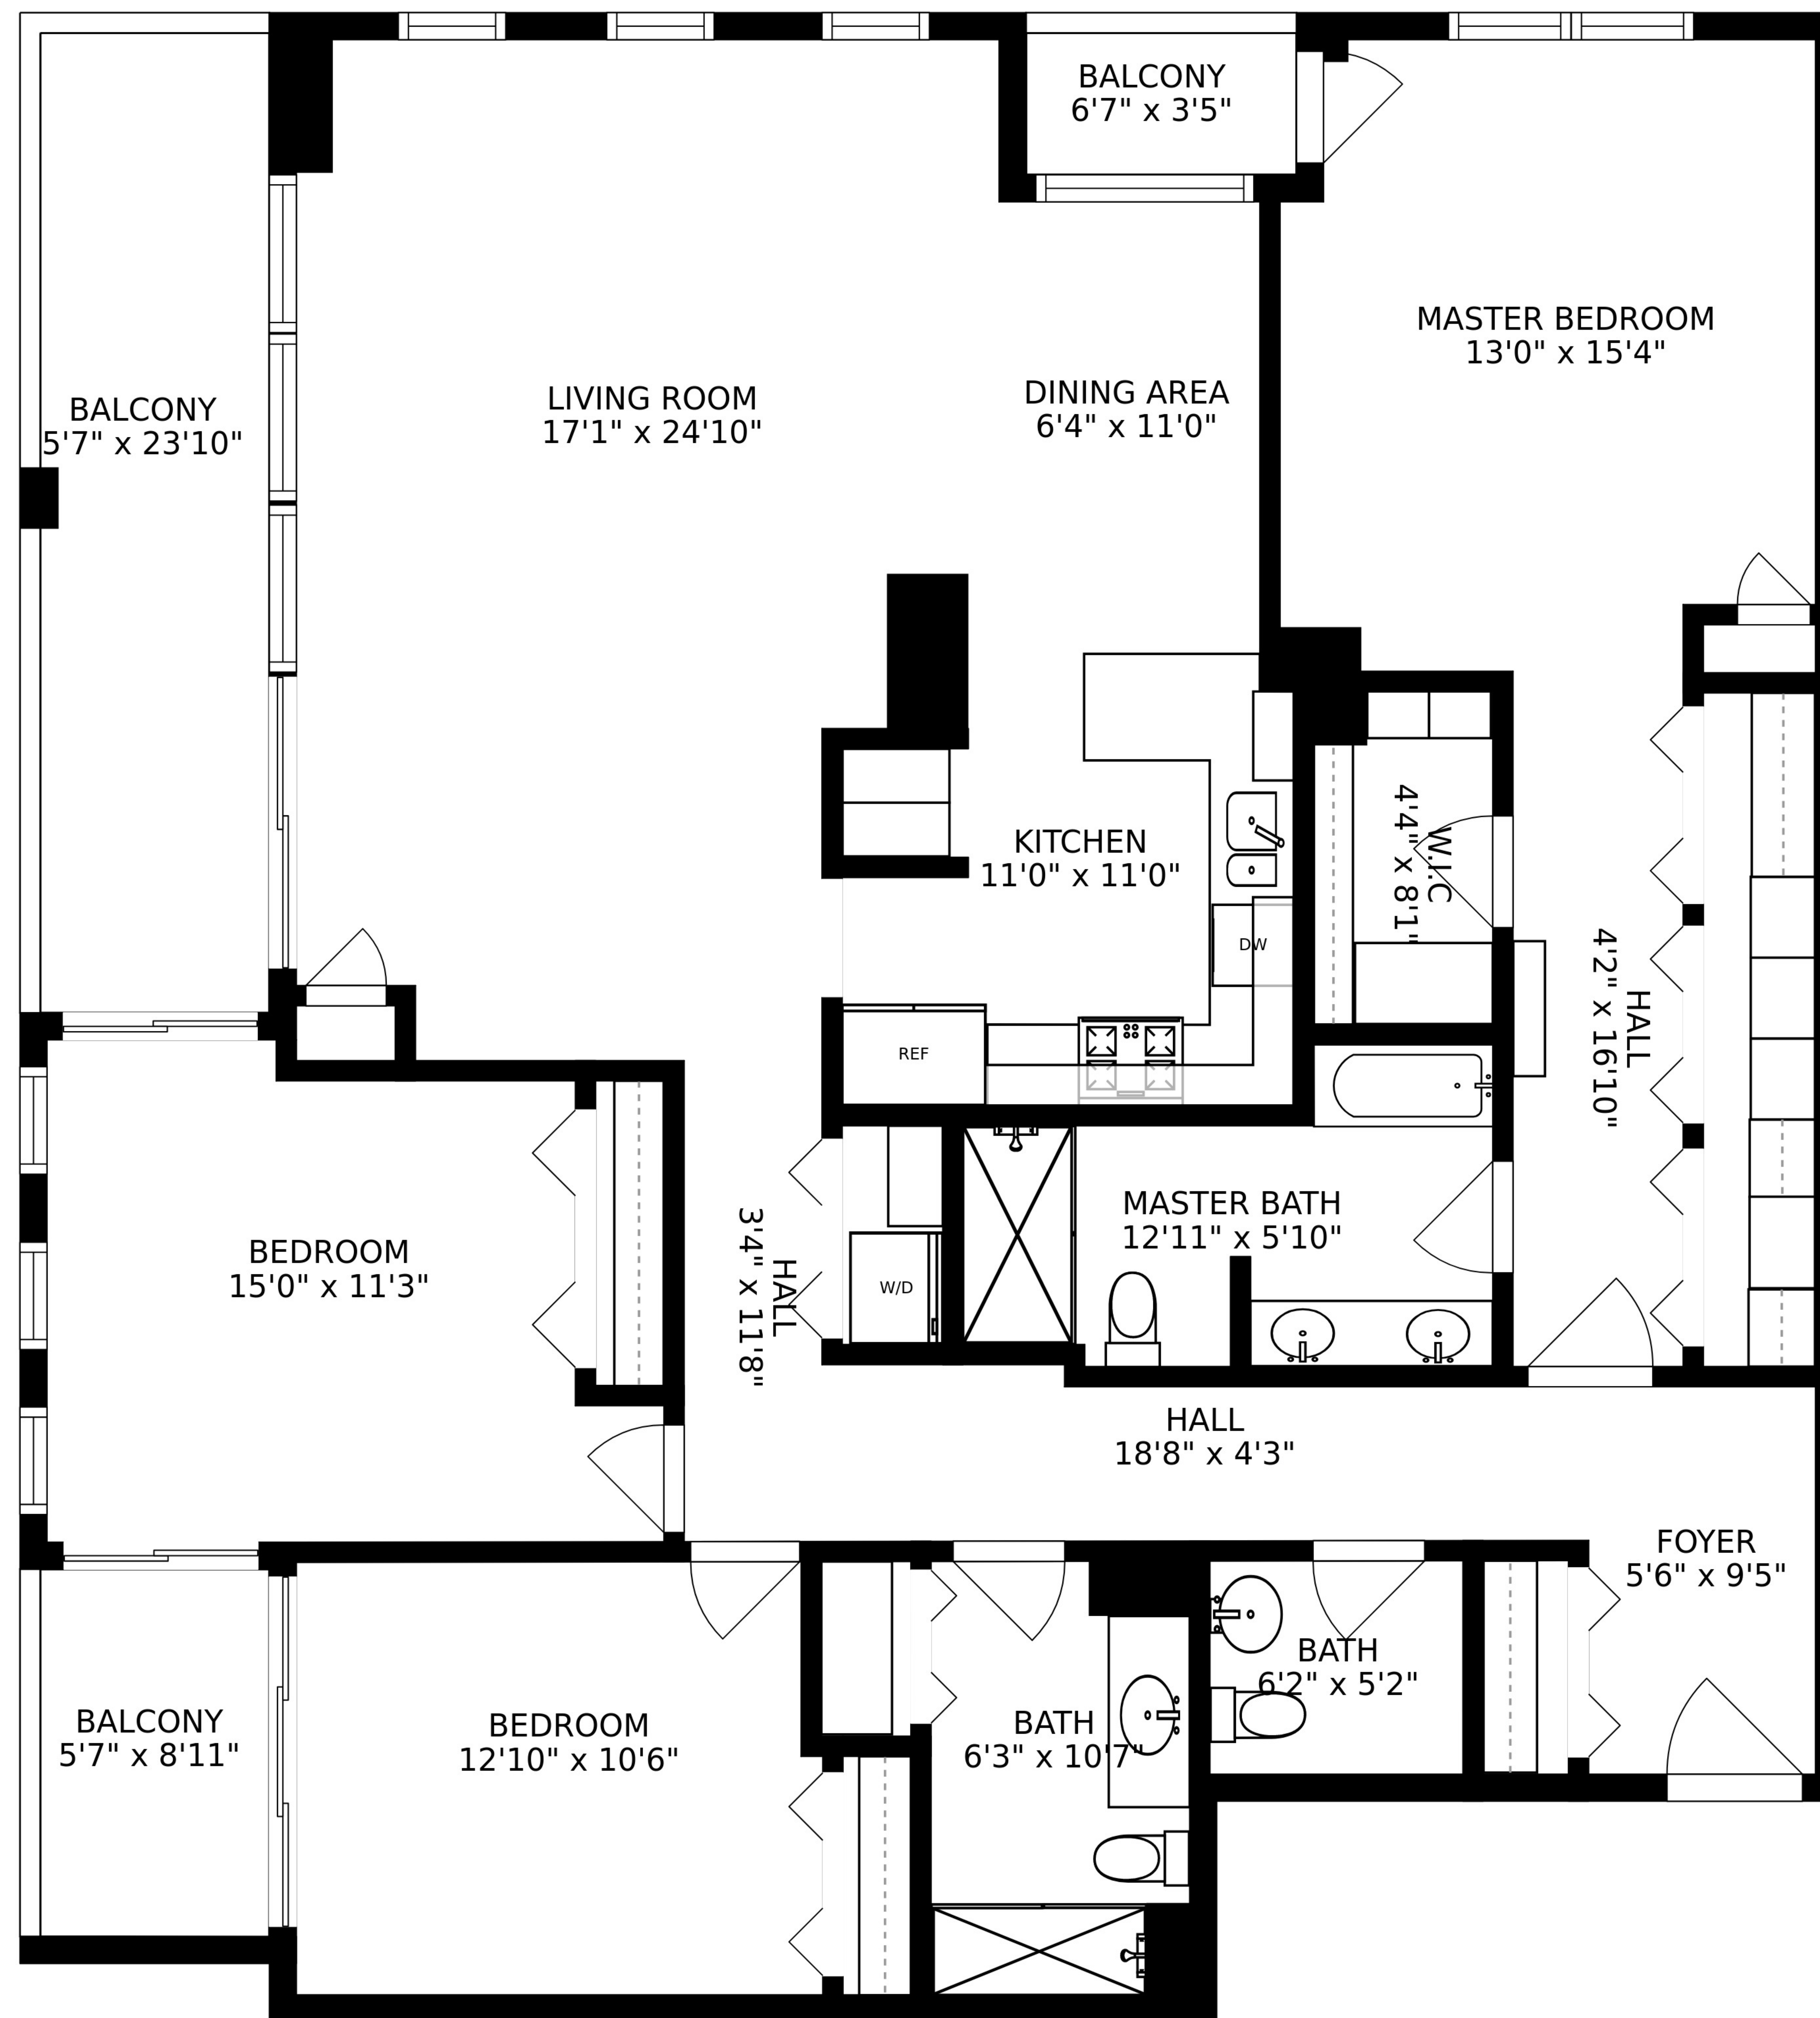 BALCONY
6'7" x 3'5"
MASTER BEDROOM
13'0" x 15'4"
BALCONY
5'7" x 23'10"
LIVING ROOM
17'1" x 24'10"
DINING AREA
6'4" x 11'0"
KITCHEN
11'0" x 11'0"
W.I.C
4'4" x 8'1"
DW
REF
HALL
4'2" x 16'10"
MASTER BATH
12'11" x 5'10"
BEDROOM
15'0" x 11'3"
HALL
3'4" x 11'8"
W/D
HALL
18'8" x 4'3"
FOYER
5'6" x 9'5"
BATH
6'2" x 5'2"
BALCONY
5'7" x 8'11"
BEDROOM
12'10" x 10'6"
BATH
6'3" x 10'7"